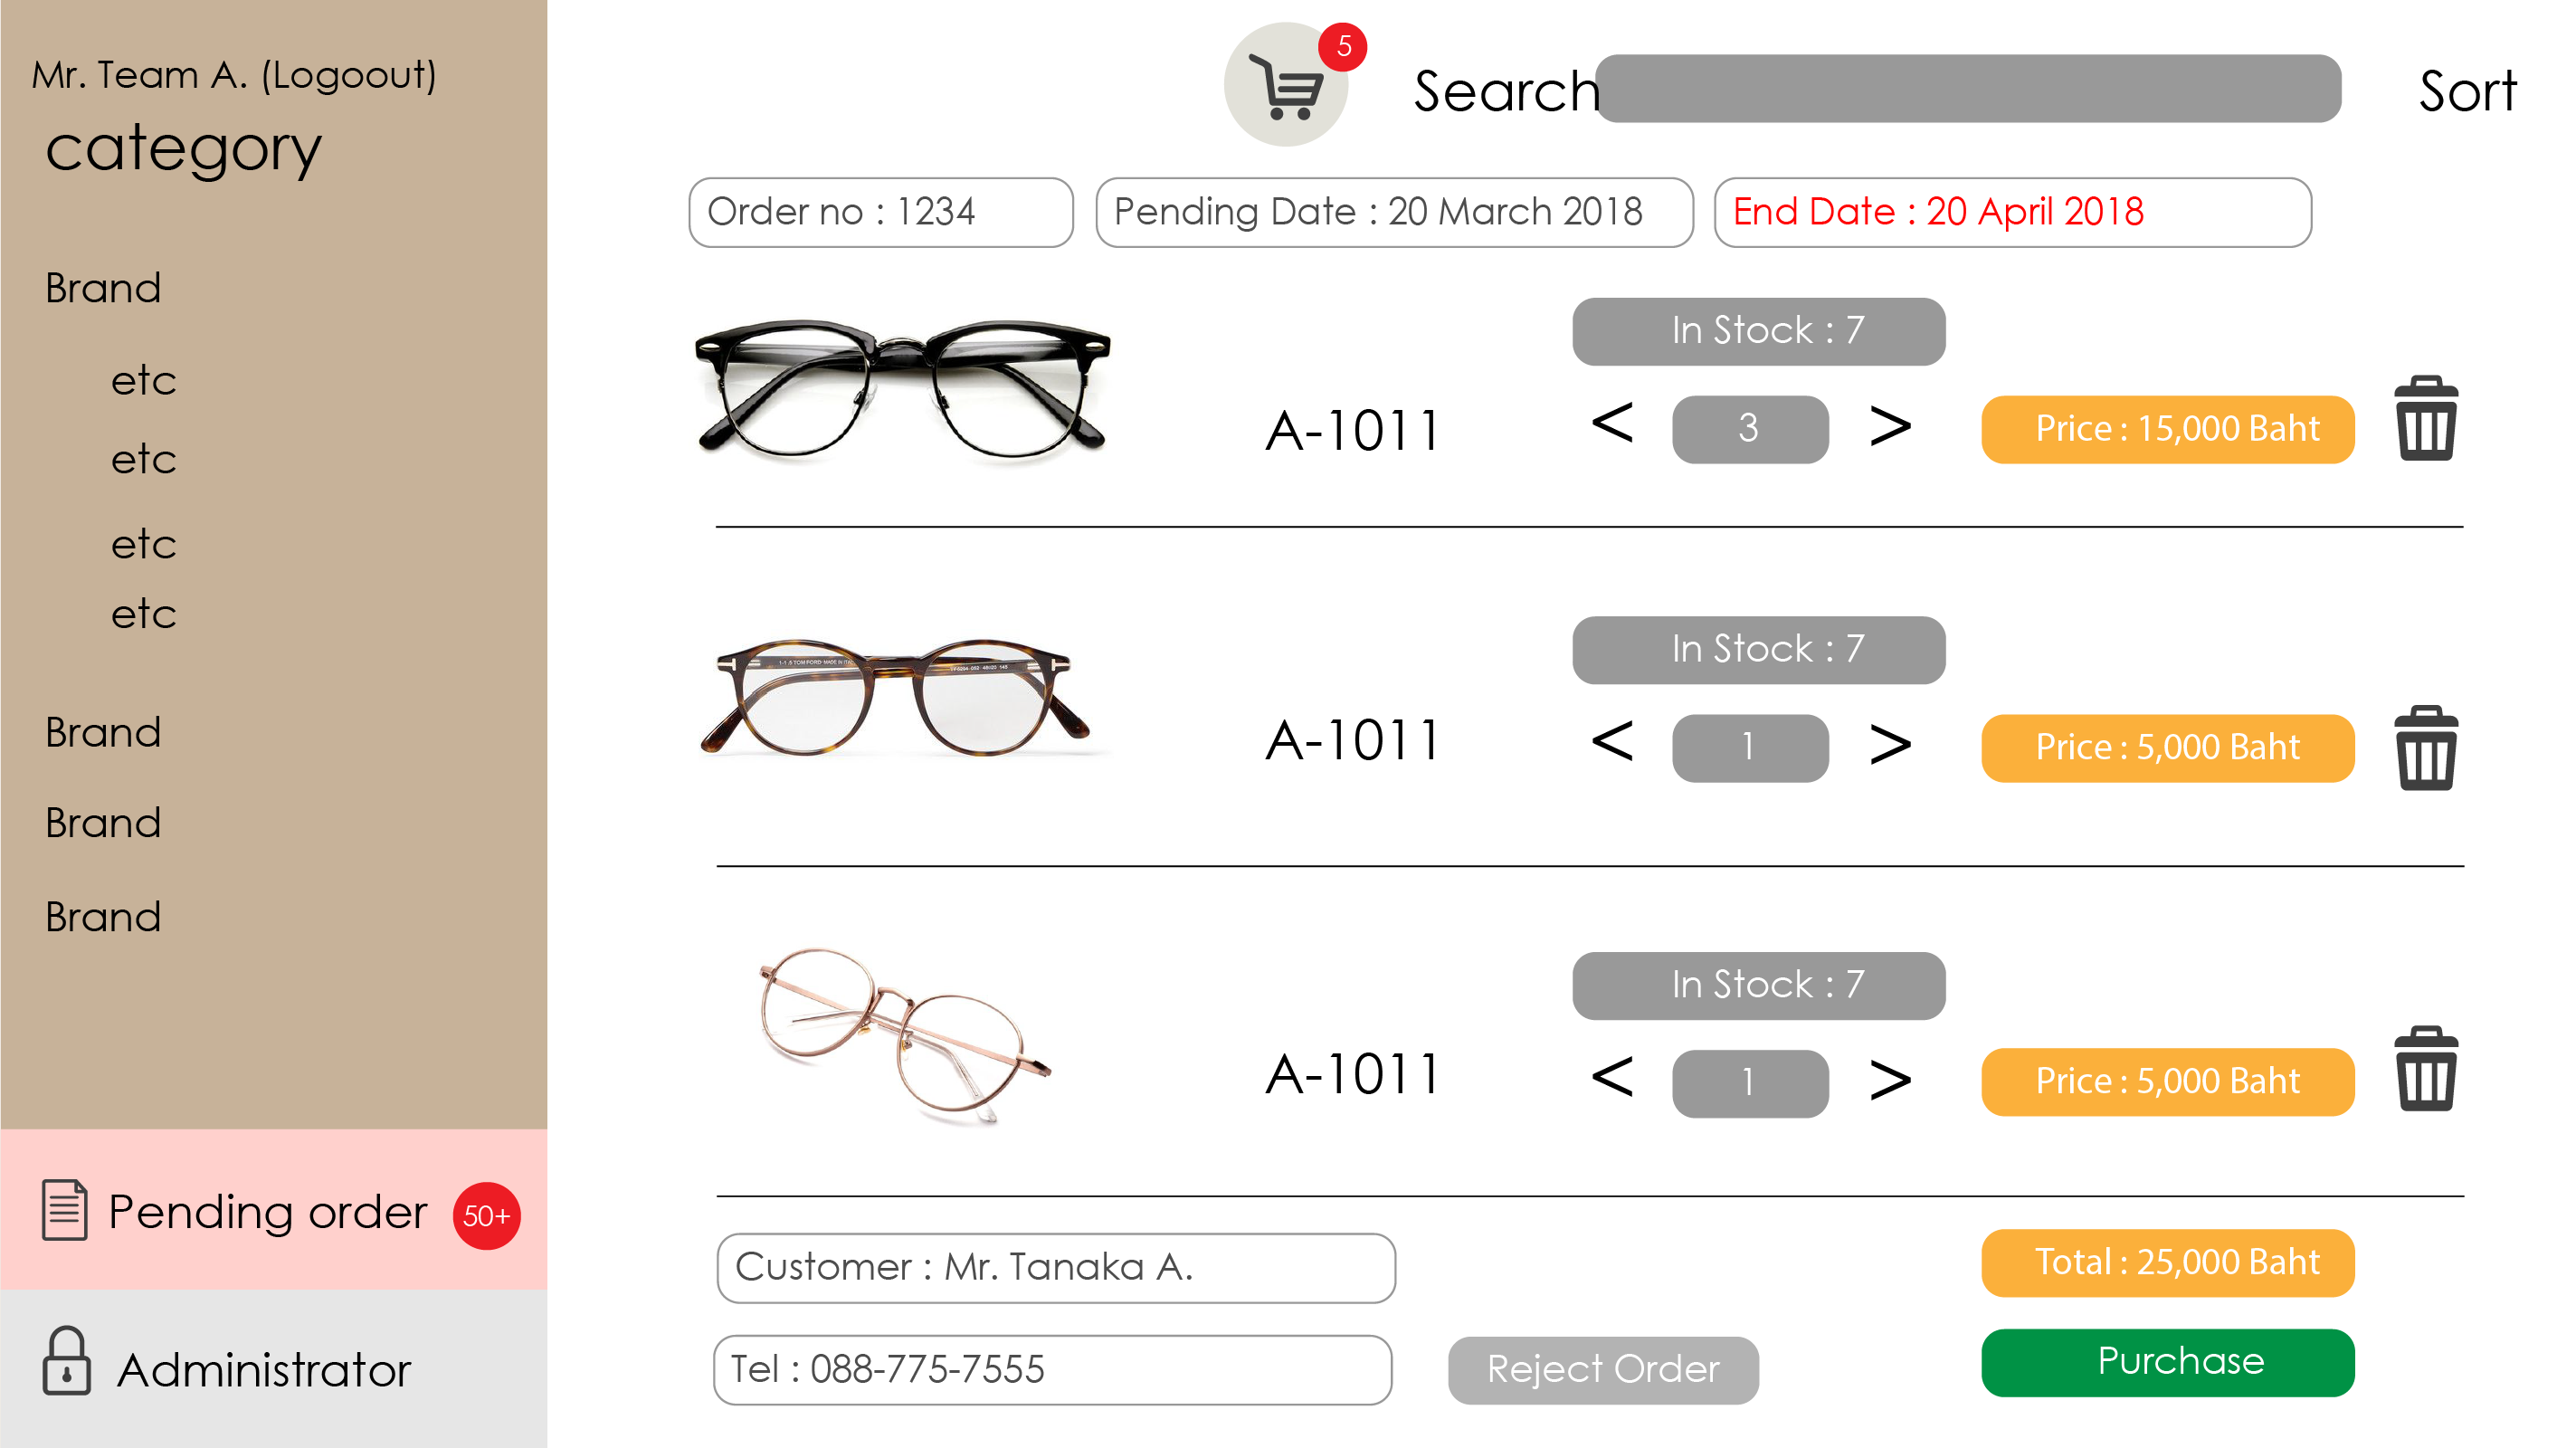 Mr. Team A. (Logoout)
category
Brand
etc
etc
etc
etc
Brand
Brand
Brand
Pending order 50+
Administrator
5
Search
Sort
Order no : 1234
Pending Date : 20 March 2018
End Date : 20 April 2018
In Stock : 7
A-1011
< 3 >
Price : 15,000 Baht
In Stock : 7
A-1011
< 1 >
Price : 5,000 Baht
In Stock : 7
A-1011
< 1 >
Price : 5,000 Baht
Customer : Mr. Tanaka A.
Total : 25,000 Baht
Tel : 088-775-7555
Reject Order
Purchase